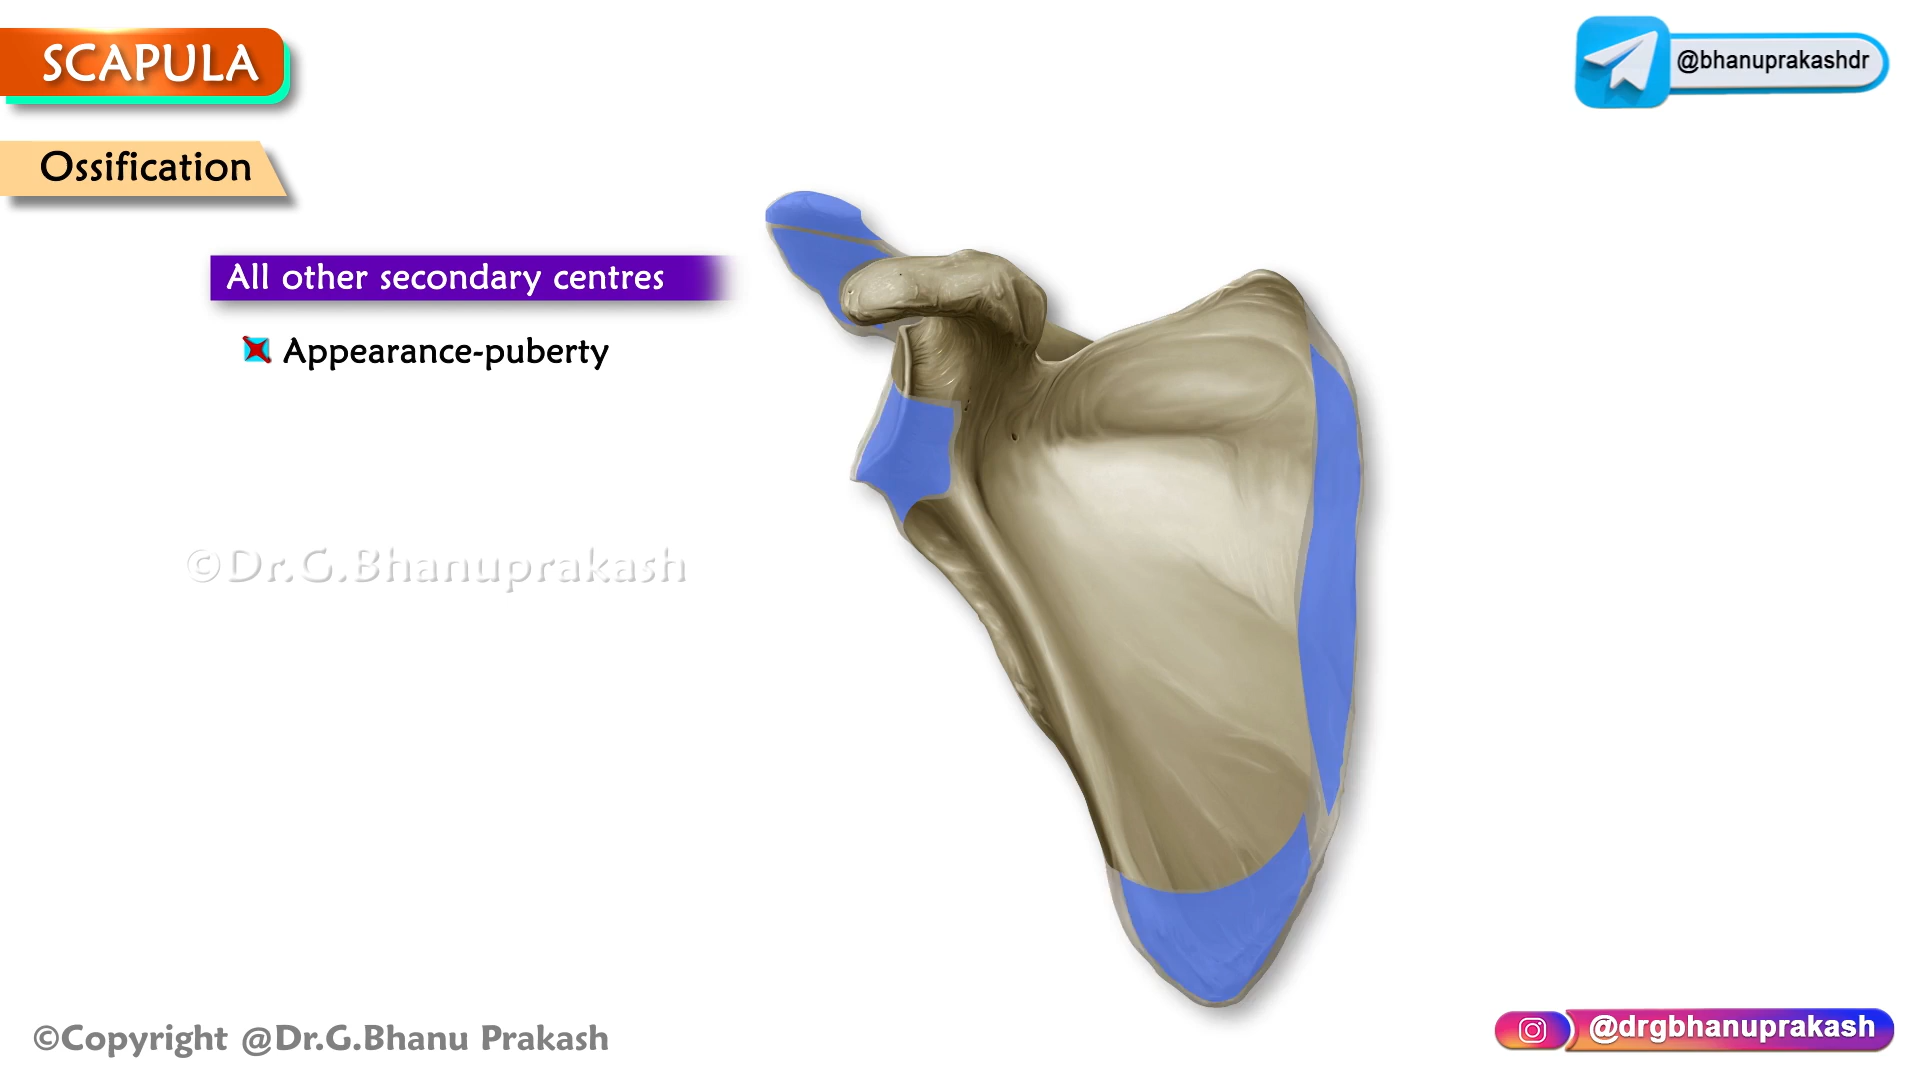 SCAPULA
@bhanuprakashdr
Ossification
All other secondary centres
Appearance-puberty
©Dr.G.Bhanuprakash
©Copyright @Dr.G.Bhanu Prakash
@drgbhanuprakash